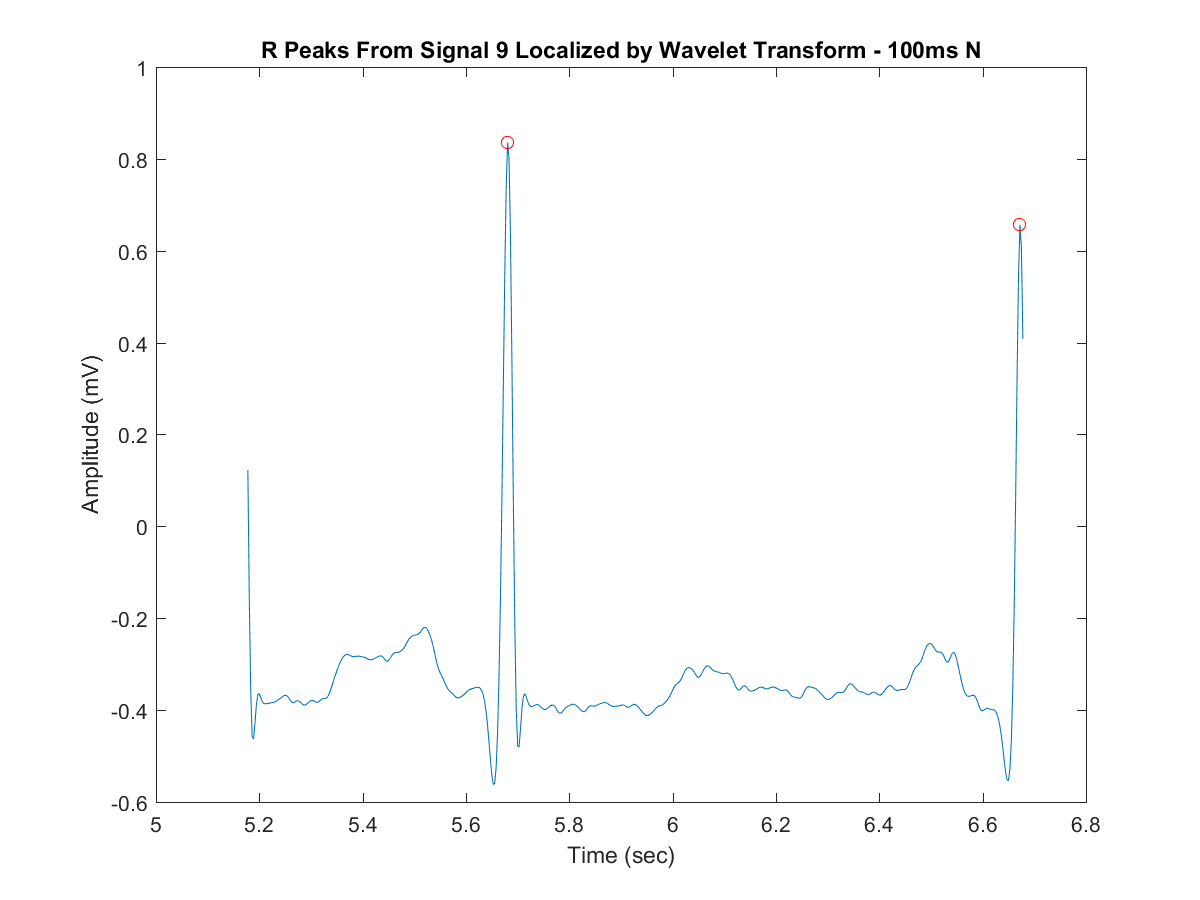 R Peaks From Signal 9 Localized by Wavelet Transform - 100ms N
1
0.8
0.6
0.4
0.2
0
-0.2
-0.4
-0.6
Amplitude (mV)
5 5.2 5.4 5.6 5.8 6 6.2 6.4 6.6 6.8
Time (sec)